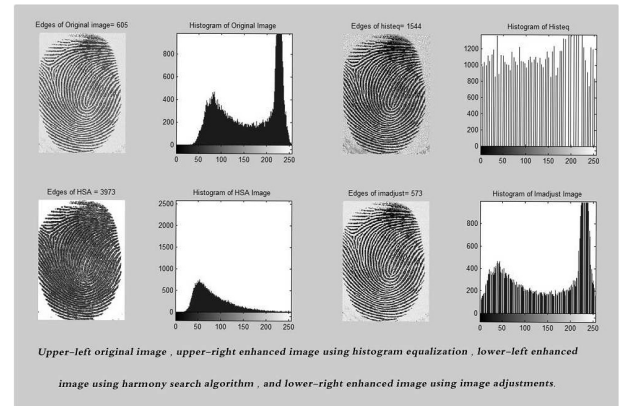 Edges of Original image= 605
Histogram of Original Image
Edges of histeq= 1544
Histogram of Histeq
800
600
400
200
0
0 50 100 150 200 250
1200
1000
800
600
400
200
0
0 50 100 150 200 250
Edges of HSA = 3973
Histogram of HSA Image
Edges of imadjust= 573
Histogram of Imadjust Image
2500
2000
1500
1000
500
0
0 50 100 150 200 250
800
600
400
200
0
0 50 100 150 200 250
Upper-left original image , upper-right enhanced image using histogram equalization , lower-left enhanced
image using harmony search algorithm , and lower-right enhanced image using image adjustments.